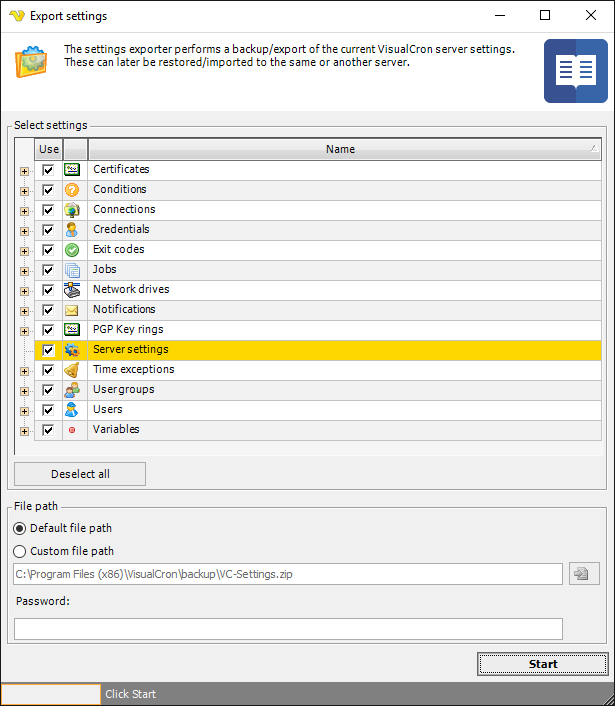 Export settings
The settings exporter performs a backup/export of the current VisualCron server settings.
These can later be restored/imported to the same or another server.
Select settings
Use Name
Certificates
Conditions
Connections
Credentials
Exit codes
Jobs
Network drives
Notifications
PGP Key rings
Server settings
Time exceptions
User groups
Users
Variables
Deselect all
File path
Default file path
Custom file path
C:\Program Files (x86)\VisualCron\backup\VC-Settings.zip
Password:
Start
Click Start